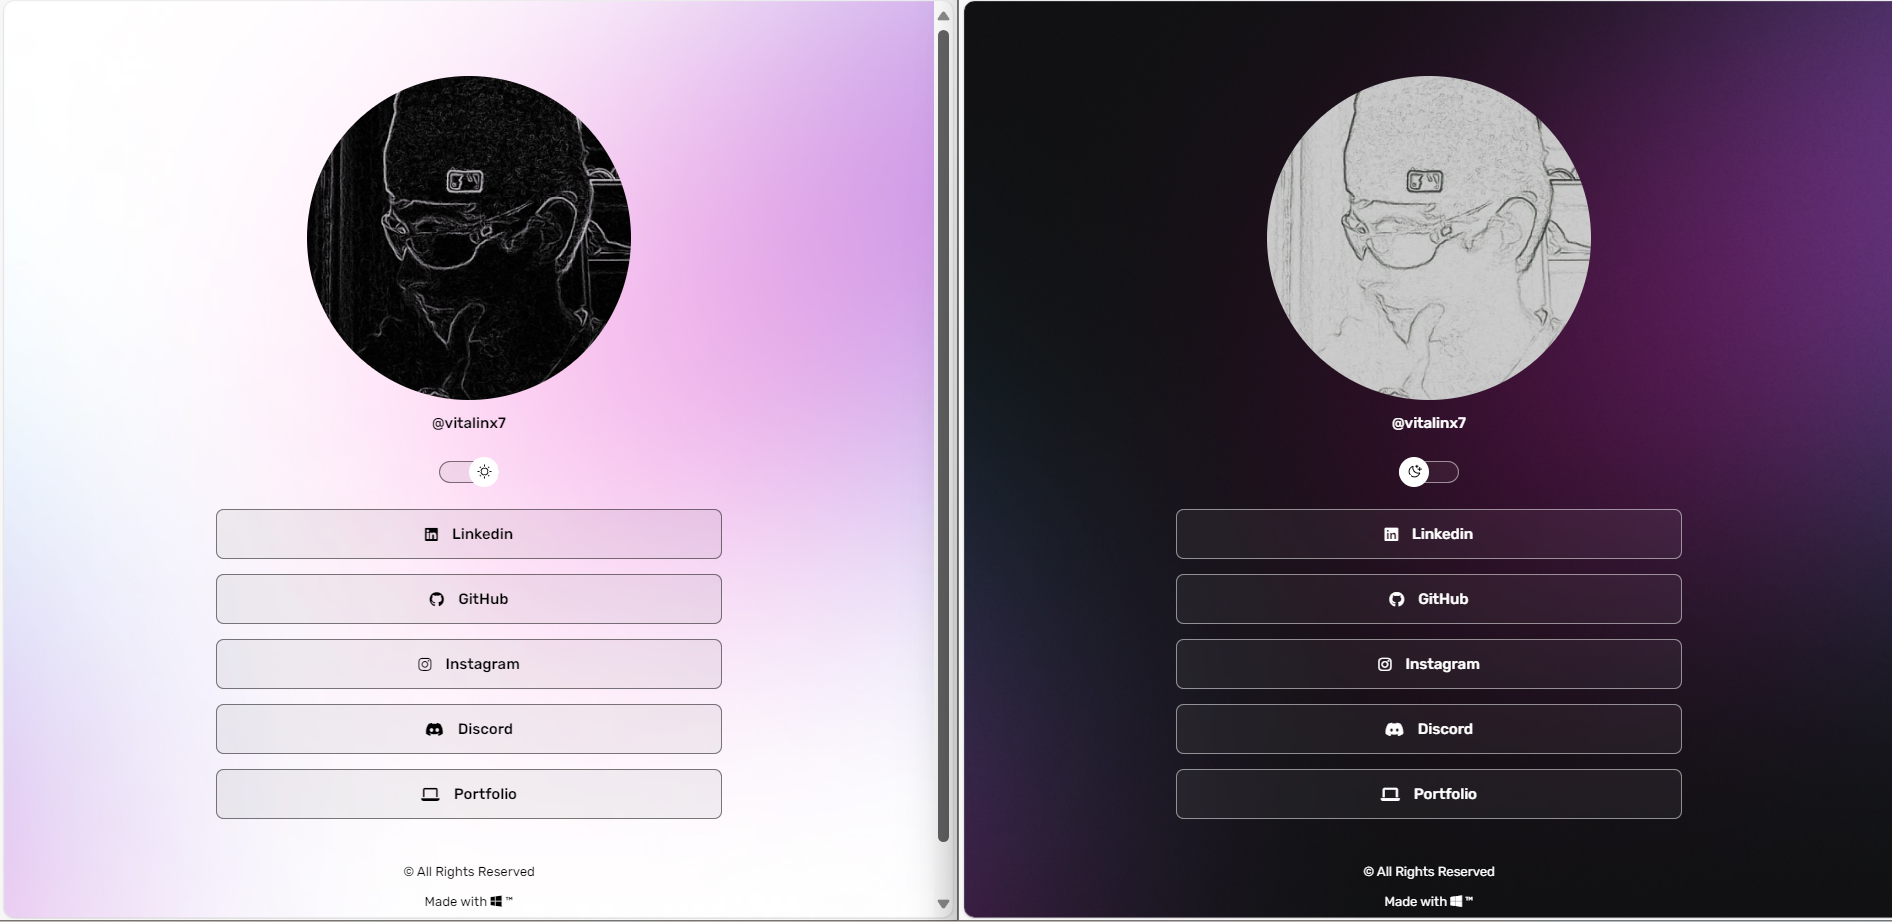 @vitalinx7
Linkedin
GitHub
Instagram
Discord
Portfolio
© All Rights Reserved
Made with ™
@vitalinx7
Linkedin
GitHub
Instagram
Discord
Portfolio
© All Rights Reserved
Made with ™